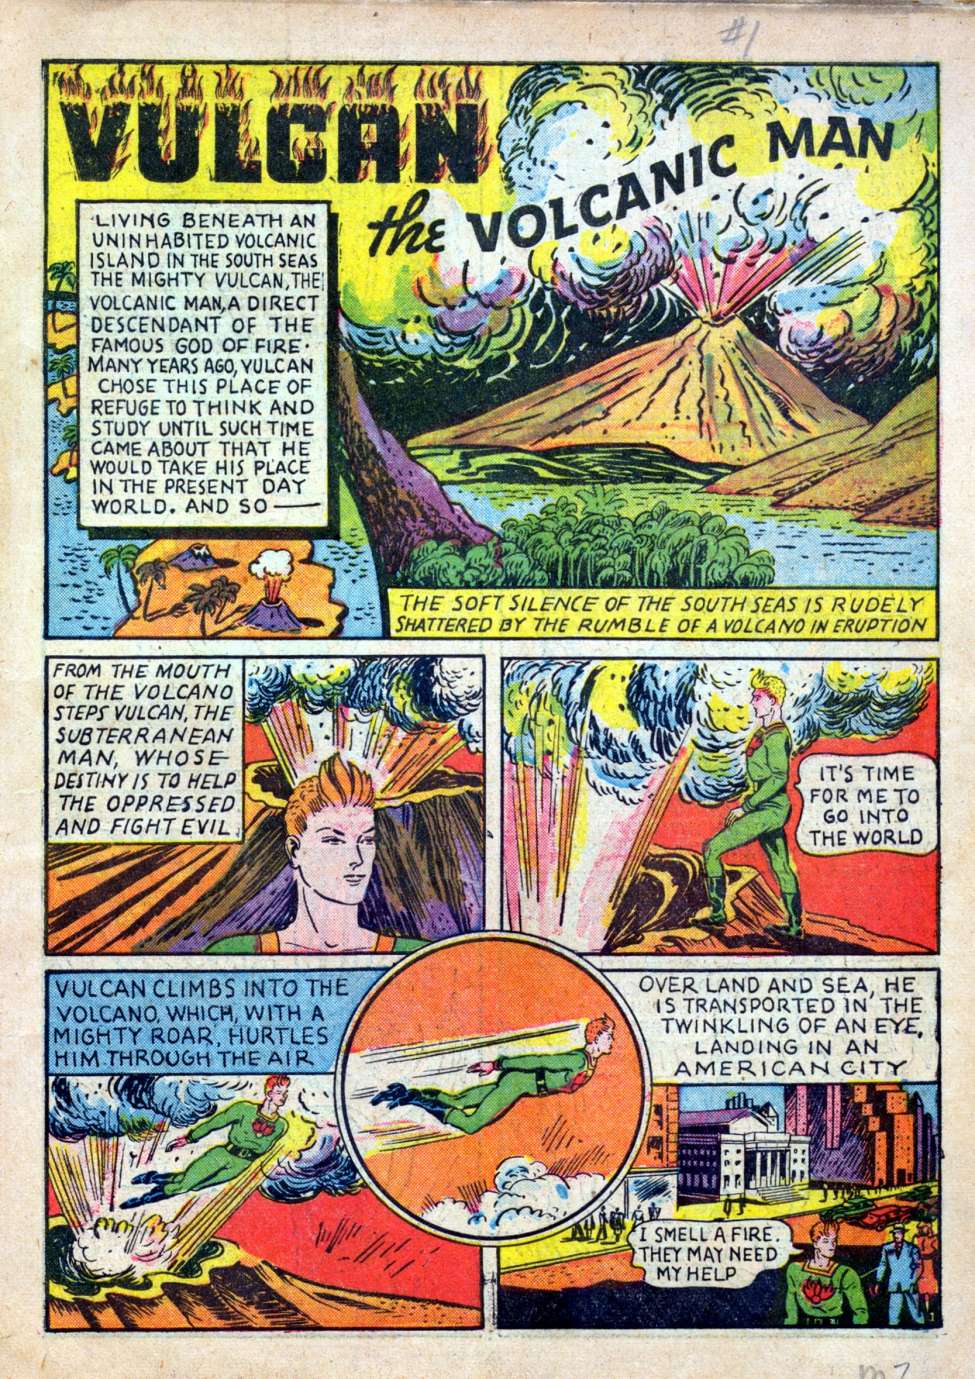 #1
VULCAN
the VOLCANIC MAN
LIVING BENEATH AN
UNINHABITED VOLCANIC
ISLAND IN THE SOUTH SEAS
THE MIGHTY VULCAN, THE
VOLCANIC MAN, A DIRECT
DESCENDANT OF THE
FAMOUS GOD OF FIRE.
MANY YEARS AGO, VULCAN
CHOSE THIS PLACE OF
REFUGE TO THINK AND
STUDY UNTIL SUCH TIME
CAME ABOUT THAT HE
WOULD TAKE HIS PLACE
IN THE PRESENT DAY
WORLD. AND SO —
THE SOFT SILENCE OF THE SOUTH SEAS IS RUDELY
SHATTERED BY THE RUMBLE OF A VOLCANO IN ERUPTION
FROM THE MOUTH
OF THE VOLCANO
STEPS VULCAN, THE
SUBTERRANEAN
MAN, WHOSE
DESTINY IS TO HELP
THE OPPRESSED
AND FIGHT EVIL
IT'S TIME
FOR ME TO
GO INTO
THE WORLD
VULCAN CLIMBS INTO THE
VOLCANO, WHICH, WITH A
MIGHTY ROAR, HURTLES
HIM THROUGH THE AIR
OVER LAND AND SEA, HE
IS TRANSPORTED IN THE
TWINKLING OF AN EYE,
LANDING IN AN
AMERICAN CITY
I SMELL A FIRE.
THEY MAY NEED
MY HELP
1